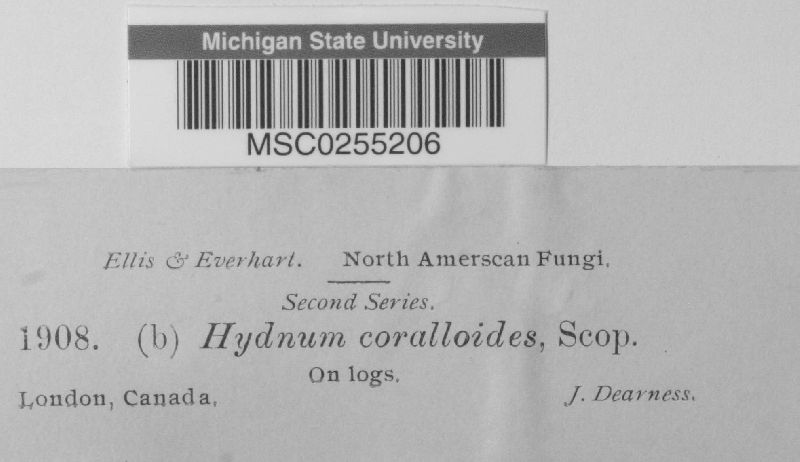 Michigan State University
MSC0255206
Ellis & Everhart. North Amerscan Fungi.
Second Series.
1908. (b) Hydnum coralloides, Scop.
On logs.
London, Canada, J. Dearness.